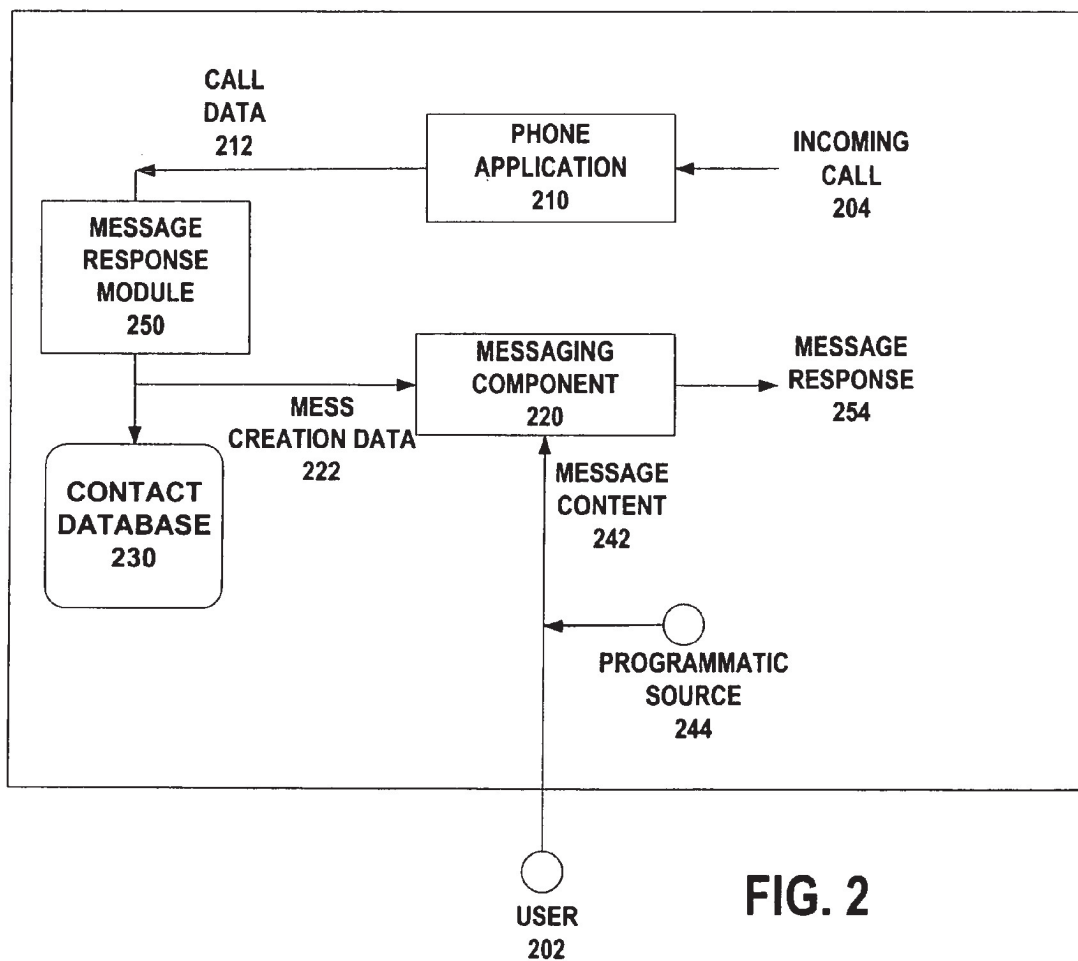 CALL
DATA
212
PHONE
APPLICATION
210
INCOMING
CALL
204
MESSAGE
RESPONSE
MODULE
250
MESSAGING
COMPONENT
220
MESSAGE
RESPONSE
254
MESS
CREATION DATA
222
CONTACT
DATABASE
230
MESSAGE
CONTENT
242
PROGRAMMATIC
SOURCE
244
USER
202
FIG. 2